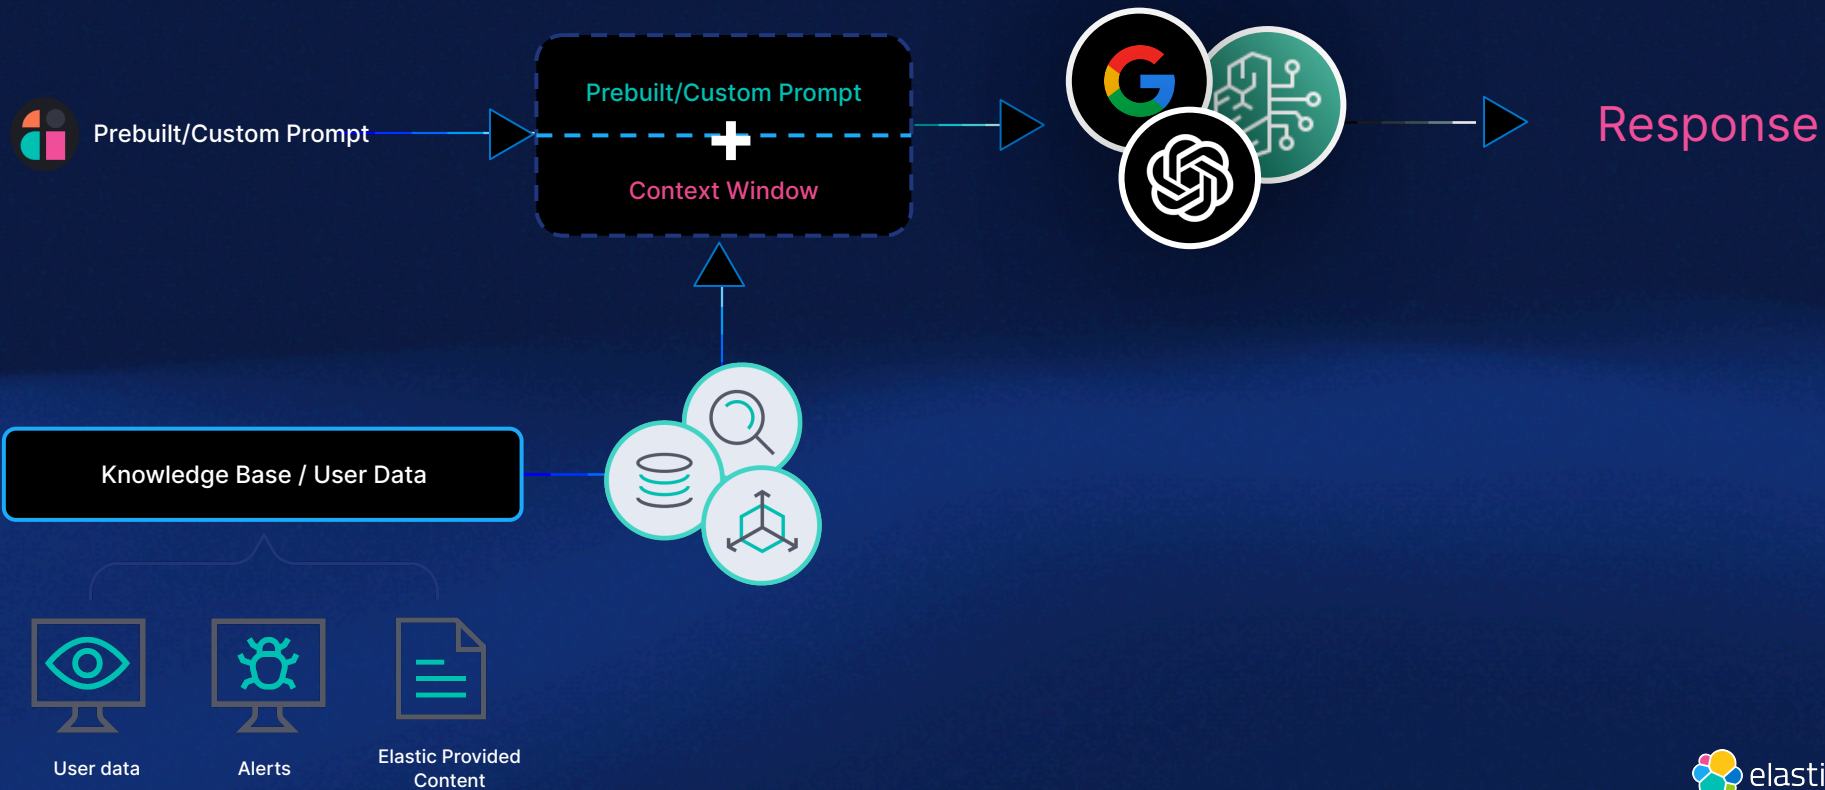 Prebuilt/Custom Prompt
Prebuilt/Custom Prompt
Context Window
Response
Knowledge Base / User Data
User data
Alerts
Elastic Provided
Content
elasti